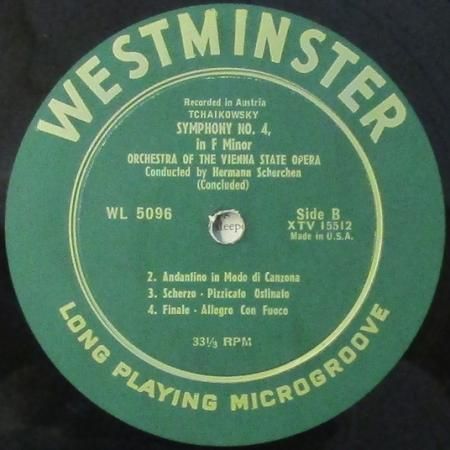 WESTMINSTER
Recorded in Austria
TCHAIKOWSKY
SYMPHONY NO. 4,
in F Minor
ORCHESTRA OF THE VIENNA STATE OPERA
Conducted by Hermann Scherchen
(Concluded)
WL 5096
Side B
XTV 15512
Made in U.S.A.
2. Andantino in Modo di Canzona
3. Scherzo - Pizzicato Ostinato
4. Finale - Allegro Con Fuoco
33⅓ RPM
LONG PLAYING MICROGROOVE